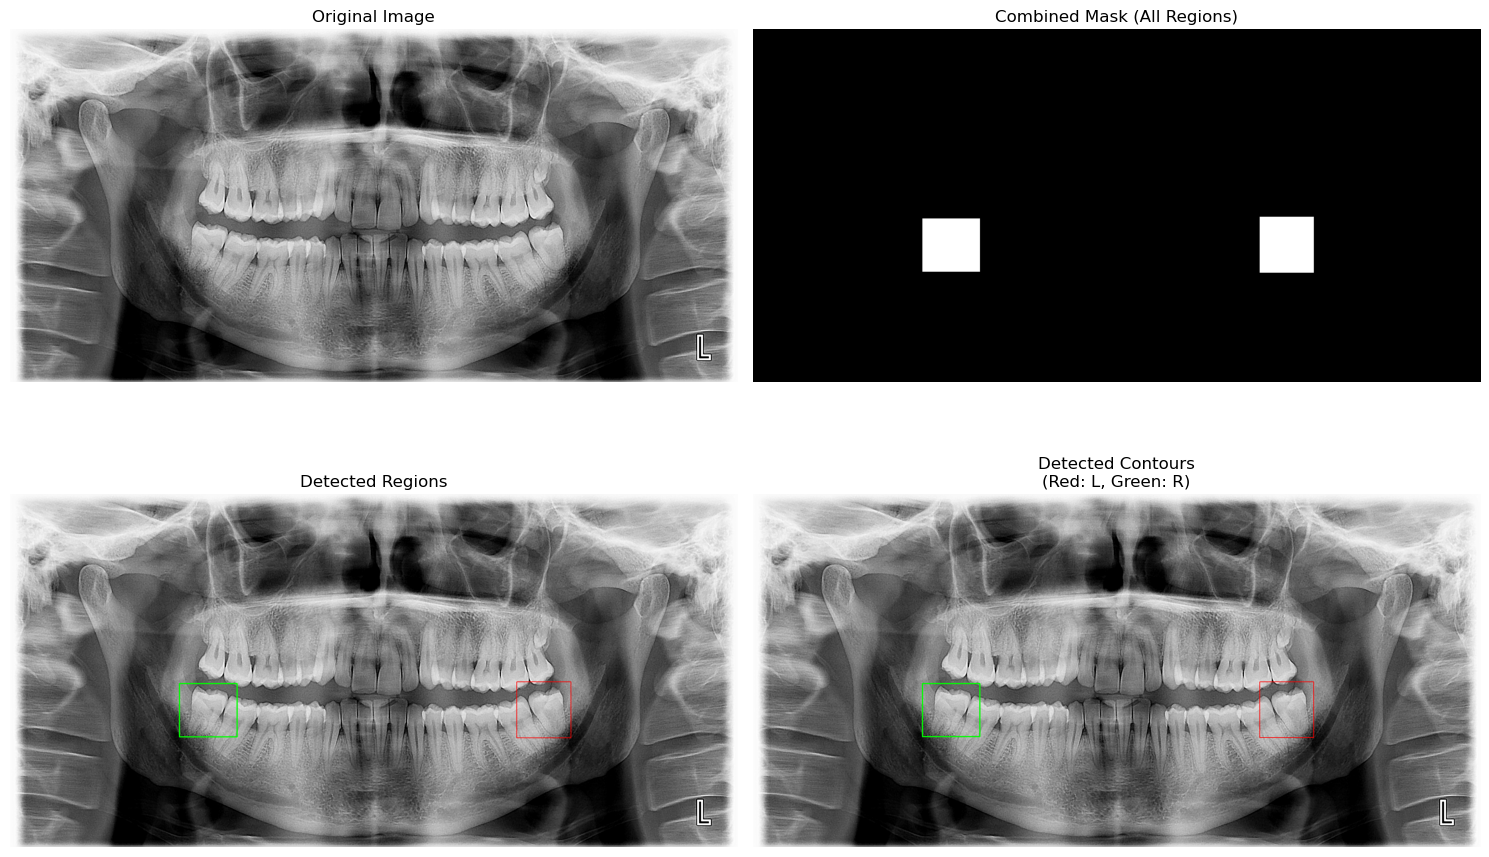 Original Image
Combined Mask (All Regions)
L
Detected Regions
Detected Contours
(Red: L, Green: R)
L
L